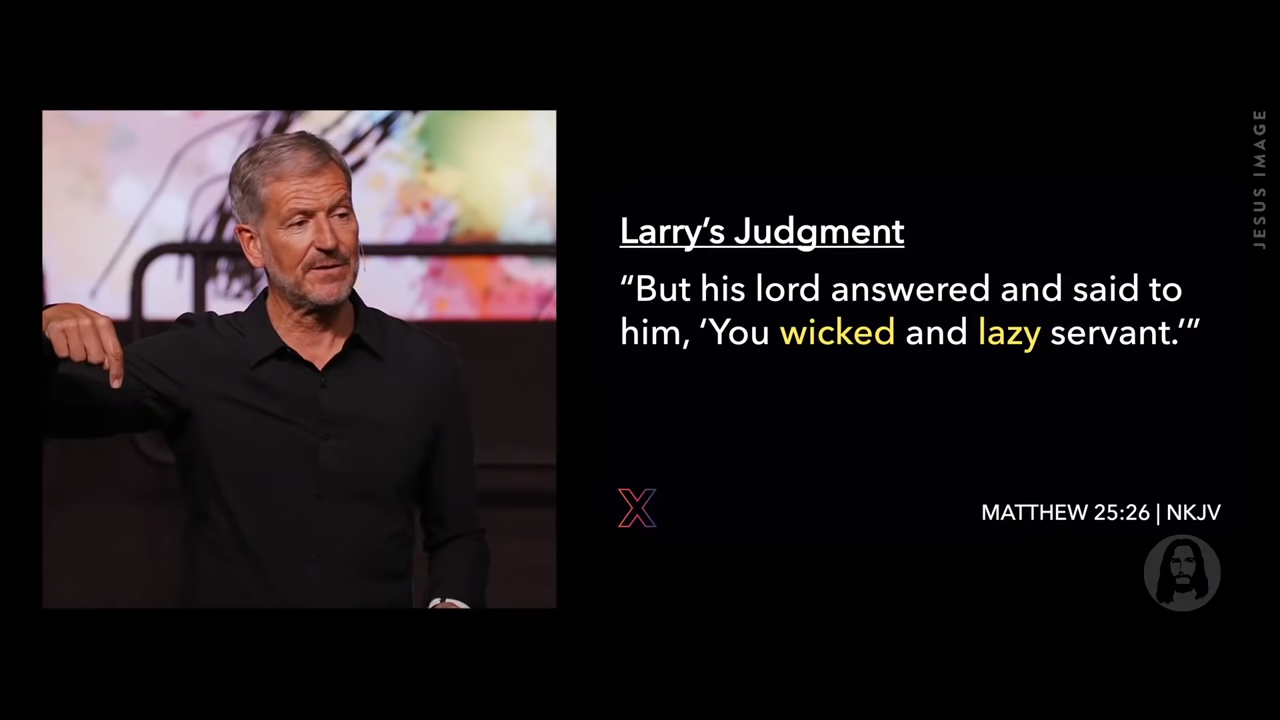 Larry’s Judgment
“But his lord answered and said to
him, ‘You wicked and lazy servant.’”
X
MATTHEW 25:26 | NKJV
JESUS IMAGE